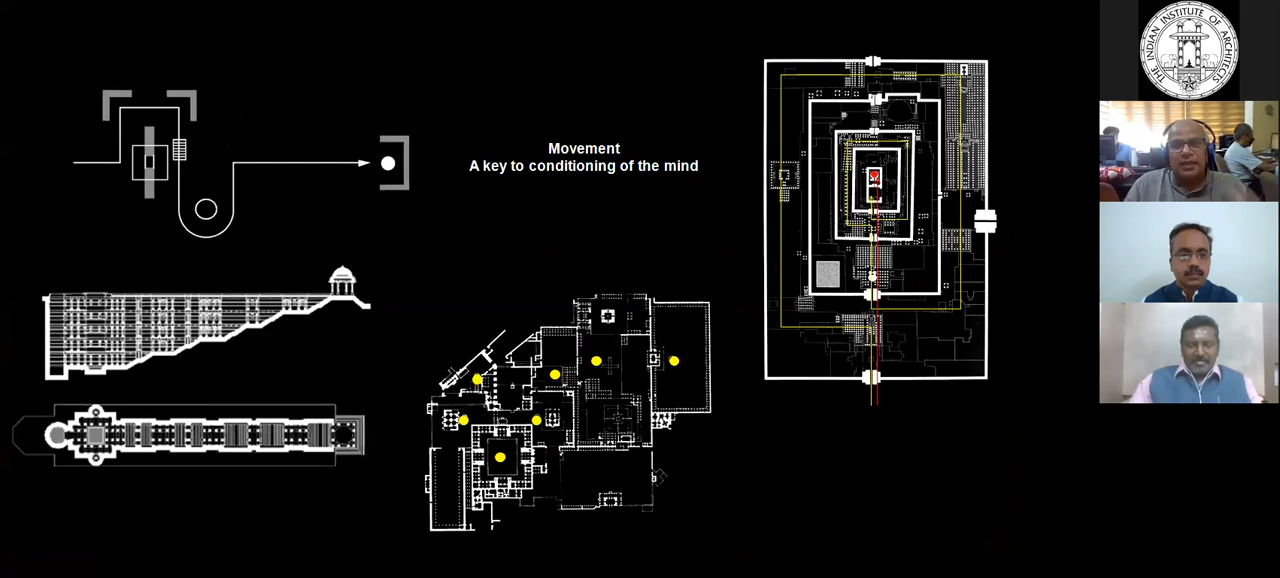 Movement
A key to conditioning of the mind
THE INDIAN INSTITUTE OF ARCHITECTS